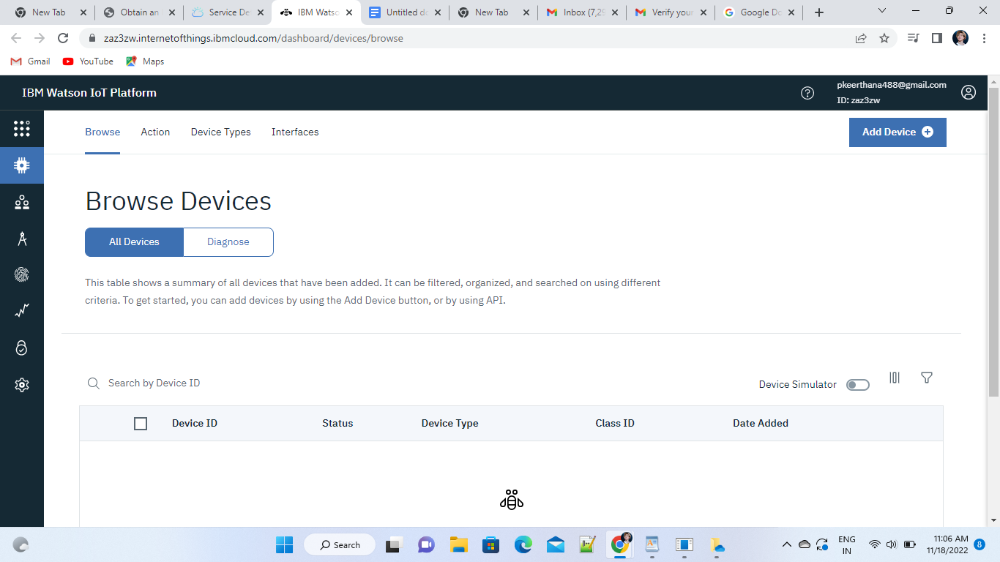 New Tab
Obtain an
Service De
IBM Watso
Untitled do
New Tab
Inbox (7,29
Verify your
Google Do
zaz3zw.internetofthings.ibmcloud.com/dashboard/devices/browse
Gmail YouTube Maps
IBM Watson IoT Platform
pkeerthana488@gmail.com
ID: zaz3zw
Browse Action Device Types Interfaces
Add Device
Browse Devices
All Devices Diagnose
This table shows a summary of all devices that have been added. It can be filtered, organized, and searched on using different
criteria. To get started, you can add devices by using the Add Device button, or by using API.
Search by Device ID
Device Simulator
Device ID Status Device Type Class ID Date Added
Search
ENG
IN
11:06 AM
11/18/2022
8